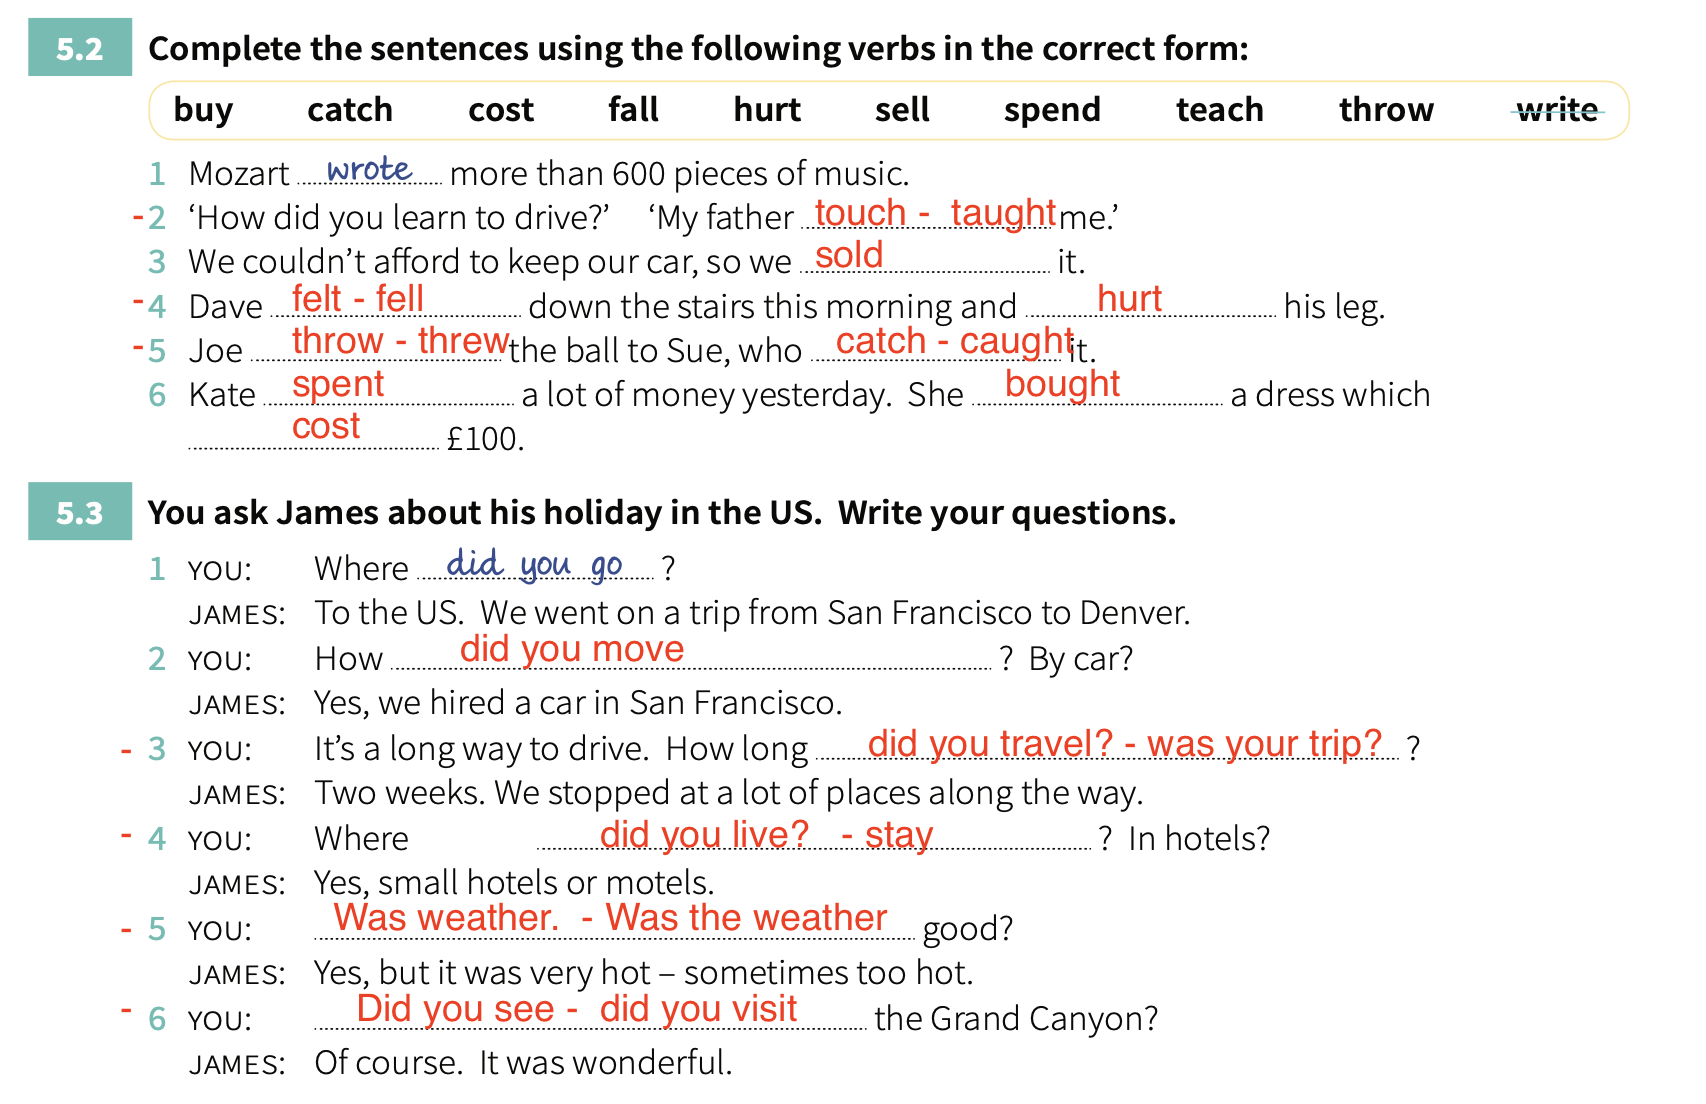 5.2 Complete the sentences using the following verbs in the correct form:
buy catch cost fall hurt sell spend teach throw write
1 Mozart wrote more than 600 pieces of music.
-2 ‘How did you learn to drive?’ ‘My father touch - taught me.’
3 We couldn’t afford to keep our car, so we sold it.
-4 Dave felt - fell down the stairs this morning and hurt his leg.
-5 Joe throw - threw the ball to Sue, who catch - caught it.
6 Kate spent a lot of money yesterday. She bought a dress which
cost £100.
5.3 You ask James about his holiday in the US. Write your questions.
1 YOU: Where did you go ?
JAMES: To the US. We went on a trip from San Francisco to Denver.
2 YOU: How did you move ? By car?
JAMES: Yes, we hired a car in San Francisco.
- 3 YOU: It’s a long way to drive. How long did you travel? - was your trip? ?
JAMES: Two weeks. We stopped at a lot of places along the way.
- 4 YOU: Where did you live? - stay ? In hotels?
JAMES: Yes, small hotels or motels.
- 5 YOU: Was weather. - Was the weather good?
JAMES: Yes, but it was very hot – sometimes too hot.
- 6 YOU: Did you see - did you visit the Grand Canyon?
JAMES: Of course. It was wonderful.